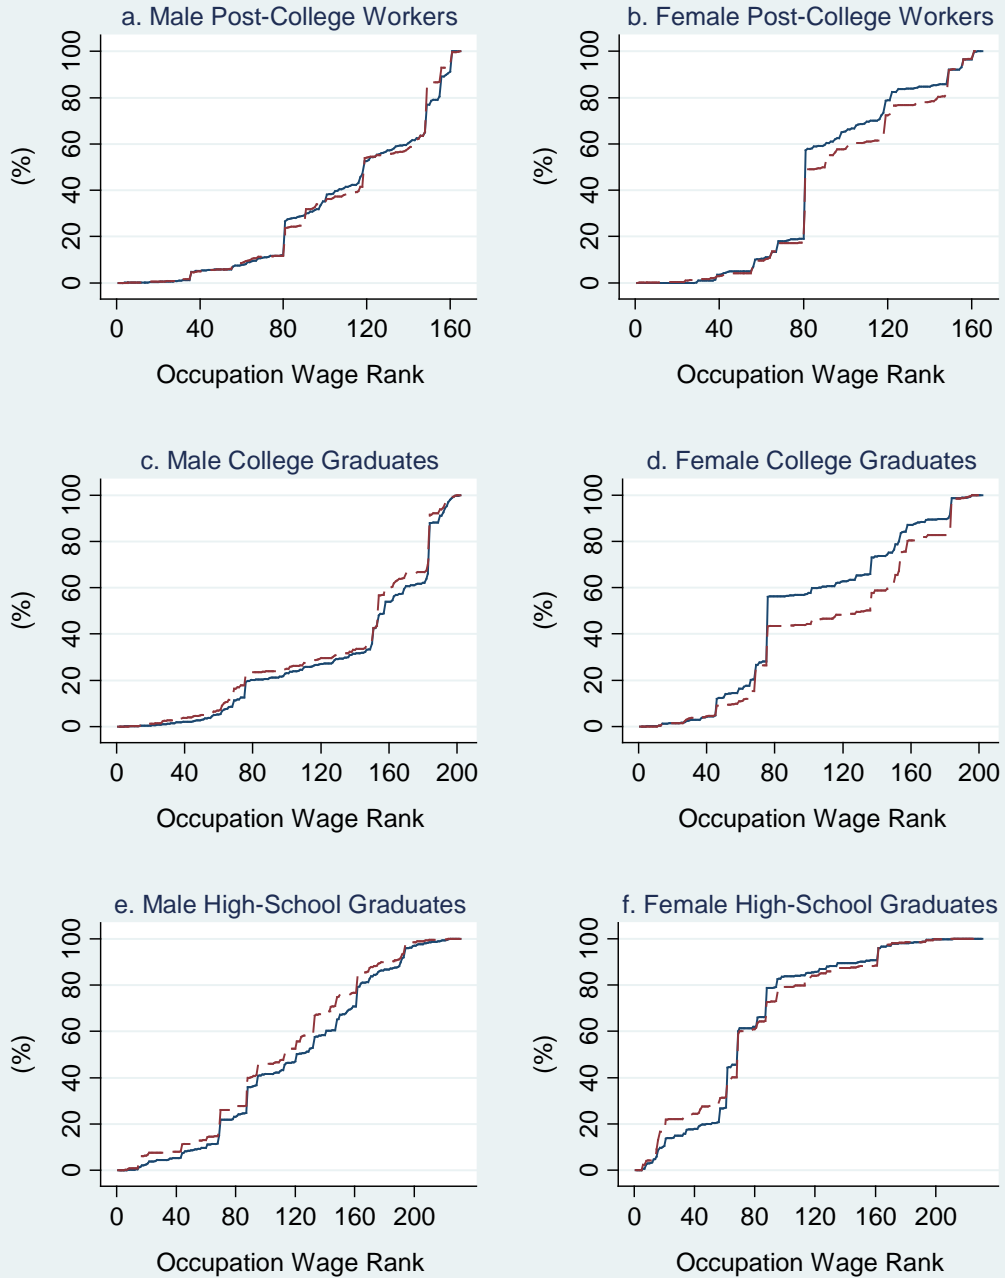 a. Male Post-College Workers
(%)
100
80
60
40
20
0
0 40 80 120 160
Occupation Wage Rank
b. Female Post-College Workers
(%)
100
80
60
40
20
0
0 40 80 120 160
Occupation Wage Rank
c. Male College Graduates
(%)
100
80
60
40
20
0
0 40 80 120 160 200
Occupation Wage Rank
d. Female College Graduates
(%)
100
80
60
40
20
0
0 40 80 120 160 200
Occupation Wage Rank
e. Male High-School Graduates
(%)
100
80
60
40
20
0
0 40 80 120 160 200
Occupation Wage Rank
f. Female High-School Graduates
(%)
100
80
60
40
20
0
0 40 80 120 160 200
Occupation Wage Rank